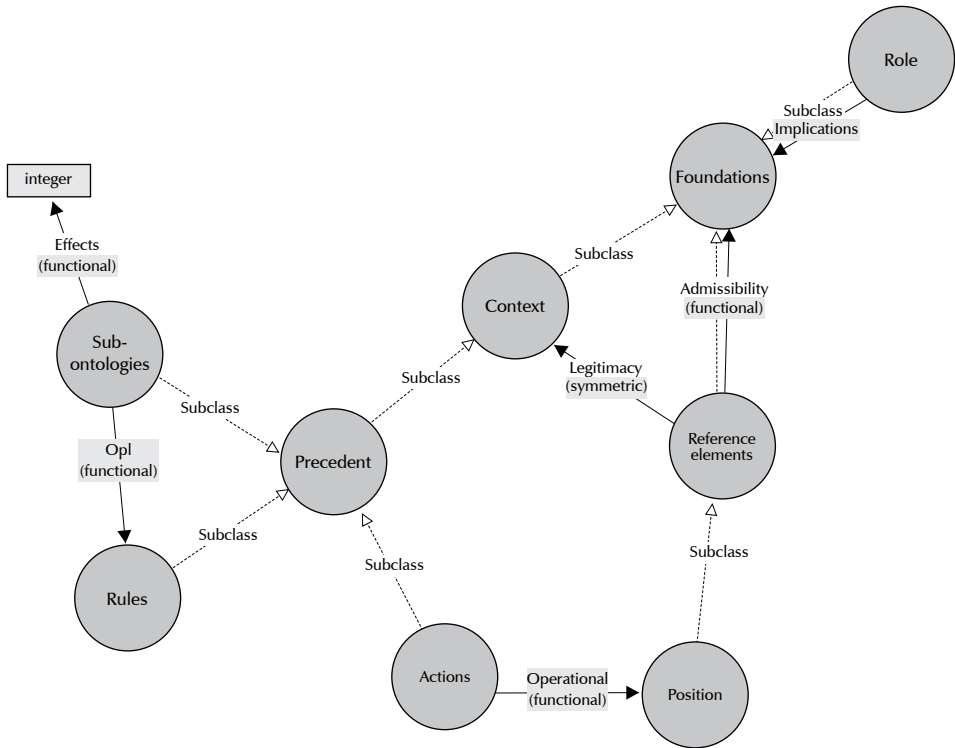 Role
Subclass
Implications
Foundations
integer
Effects
(functional)
Subclass
Context
Admissibility
(functional)
Sub-
ontologies
Legitimacy
(symmetric)
Subclass
Subclass
Opl
(functional)
Precedent
Reference
elements
Subclass
Subclass
Subclass
Rules
Actions
Operational
(functional)
Position